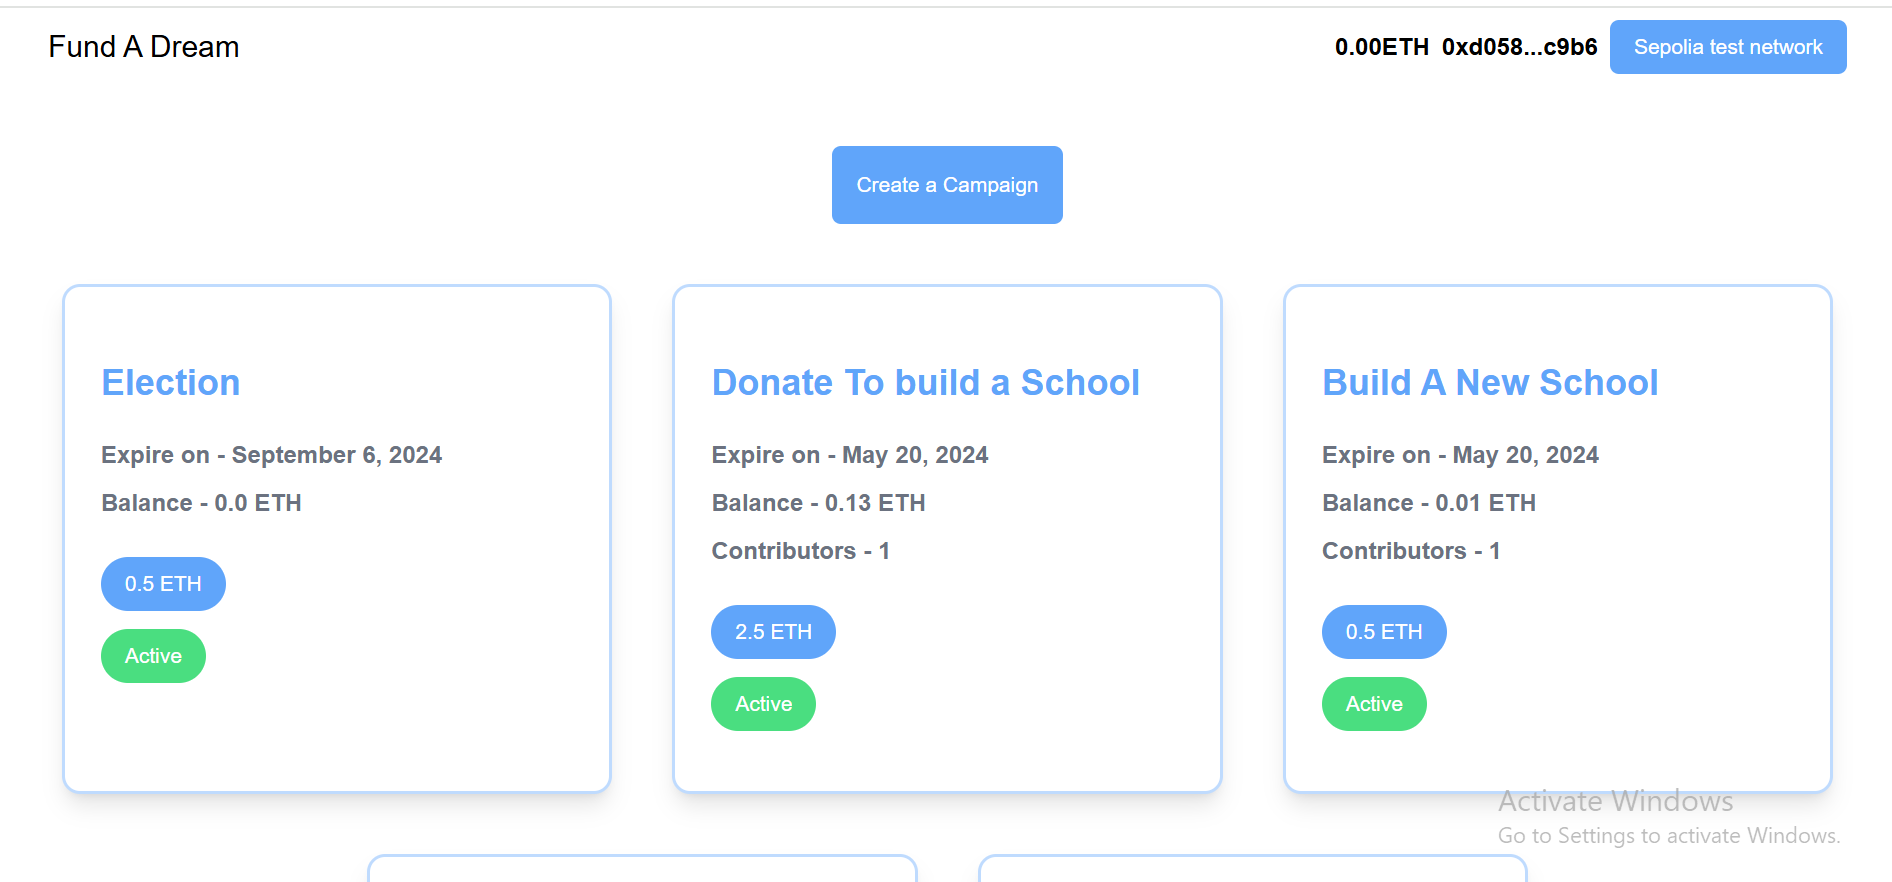 Fund A Dream
0.00ETH 0xd058...c9b6 Sepolia test network
Create a Campaign
Election
Expire on - September 6, 2024
Balance - 0.0 ETH
0.5 ETH
Active
Donate To build a School
Expire on - May 20, 2024
Balance - 0.13 ETH
Contributors - 1
2.5 ETH
Active
Build A New School
Expire on - May 20, 2024
Balance - 0.01 ETH
Contributors - 1
0.5 ETH
Active
Activate Windows
Go to Settings to activate Windows.